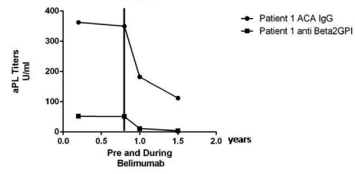 400
300
200
100
0
aPL Titers
U/ml
0.0 0.5 1.0 1.5 2.0 years
Pre and During
Belimumab
Patient 1 ACA IgG
Patient 1 anti Beta2GPI